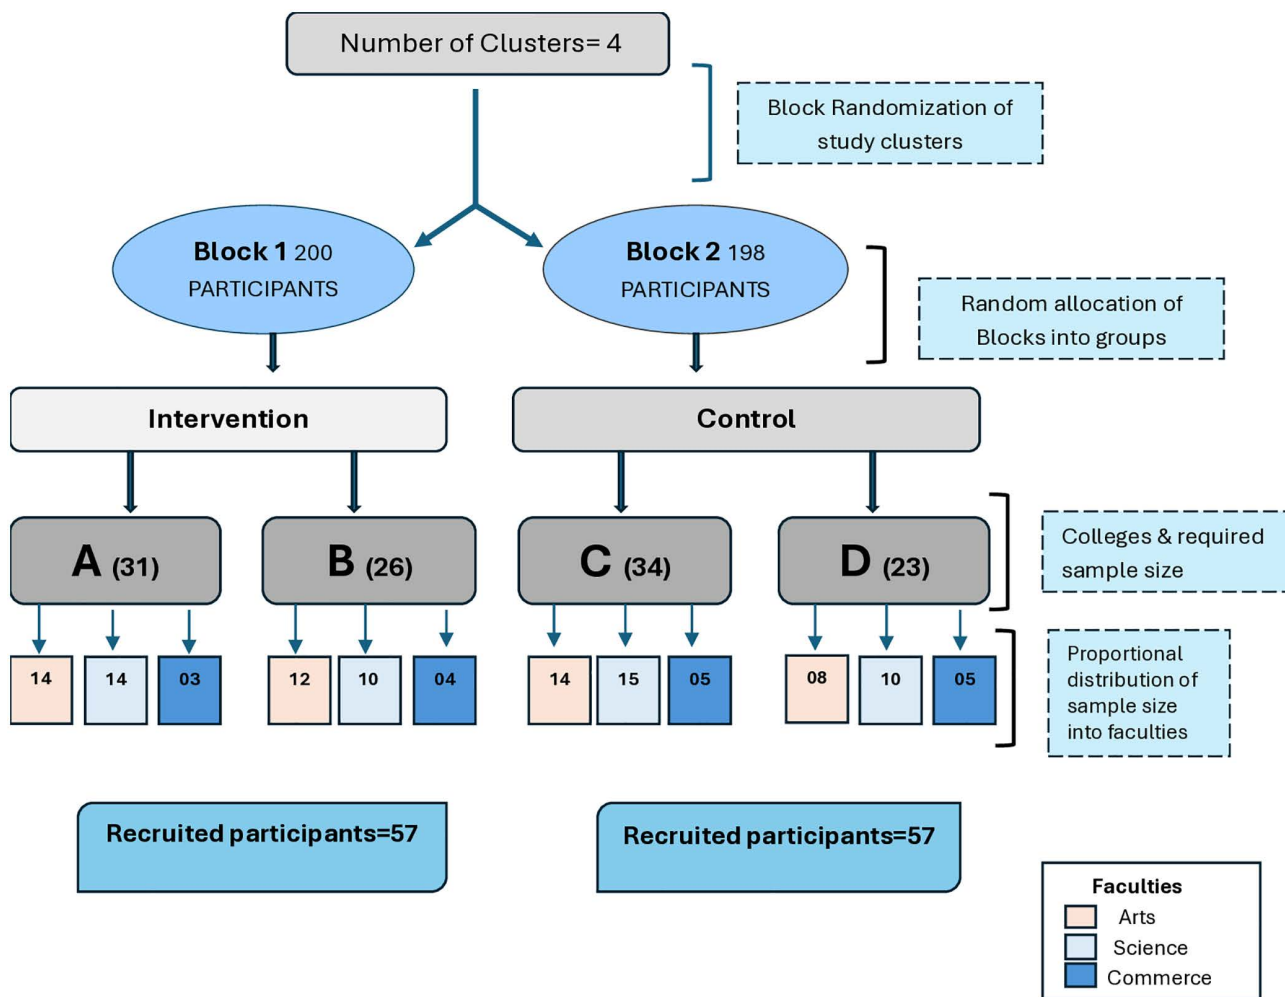 Number of Clusters= 4
Block Randomization of
study clusters
Block 1 200
PARTICIPANTS
Block 2 198
PARTICIPANTS
Random allocation of
Blocks into groups
Intervention
Control
A (31)
B (26)
C (34)
D (23)
Colleges & required
sample size
14
14
03
12
10
04
14
15
05
08
10
05
Proportional
distribution of
sample size
into faculties
Recruited participants=57
Recruited participants=57
Faculties
Arts
Science
Commerce